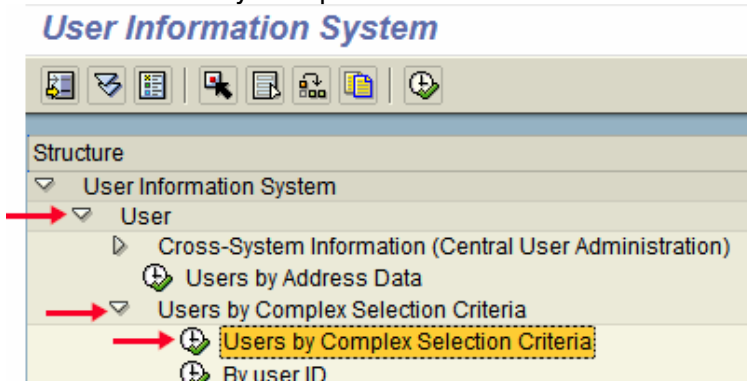 User Information System
Structure
User Information System
User
Cross-System Information (Central User Administration)
Users by Address Data
Users by Complex Selection Criteria
Users by Complex Selection Criteria
By user ID